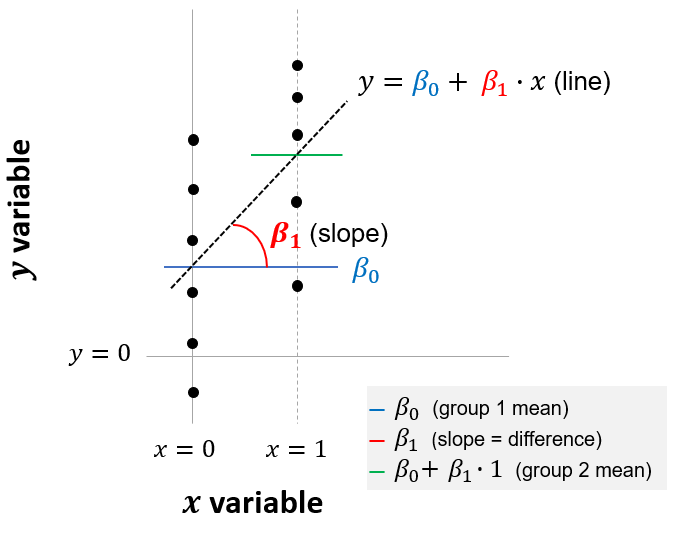 y = β₀ + β₁ · x (line)
y variable
β₁ (slope)
β₀
y = 0
x = 0
x = 1
x variable
β₀ (group 1 mean)
β₁ (slope = difference)
β₀ + β₁ · 1 (group 2 mean)